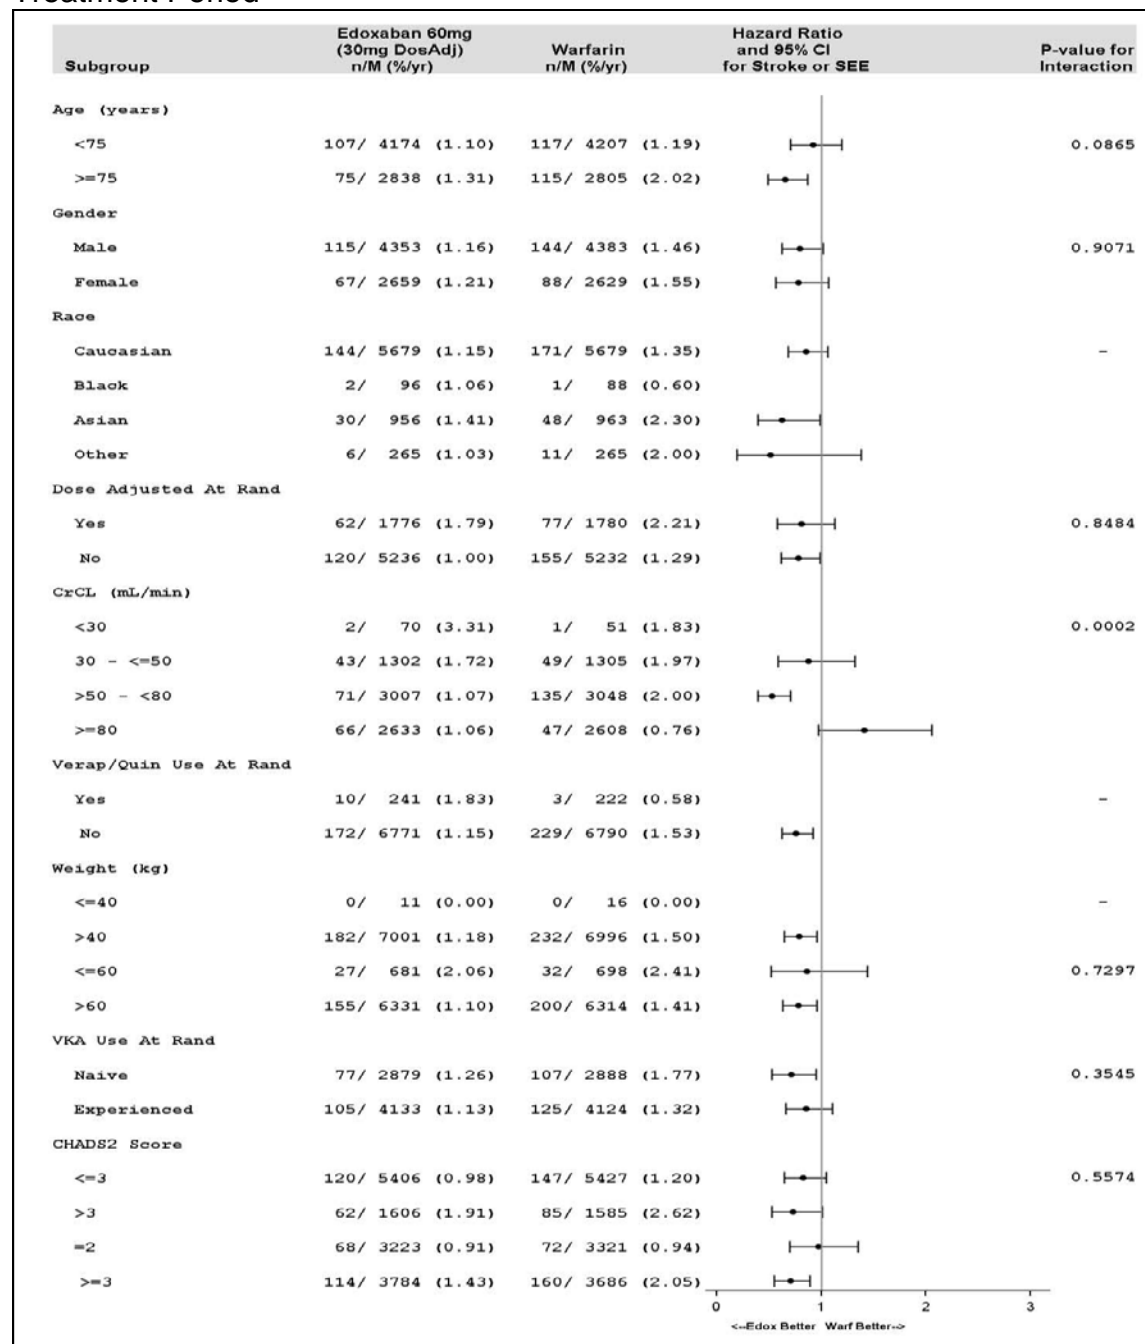 Treatment Period
Edoxaban 60mg Hazard Ratio
(30mg DosAdj) Warfarin and 95% CI P-value for
Subgroup n/M (%/yr) n/M (%/yr) for Stroke or SEE Interaction
Age (years)
<75 107/ 4174 (1.10) 117/ 4207 (1.19) 0.0865
>=75 75/ 2838 (1.31) 115/ 2805 (2.02)
Gender
Male 115/ 4353 (1.16) 144/ 4383 (1.46) 0.9071
Female 67/ 2659 (1.21) 88/ 2629 (1.55)
Race
Caucasian 144/ 5679 (1.15) 171/ 5679 (1.35) -
Black 2/ 96 (1.06) 1/ 88 (0.60)
Asian 30/ 956 (1.41) 48/ 963 (2.30)
Other 6/ 265 (1.03) 11/ 265 (2.00)
Dose Adjusted At Rand
Yes 62/ 1776 (1.79) 77/ 1780 (2.21) 0.8484
No 120/ 5236 (1.00) 155/ 5232 (1.29)
CrCL (mL/min)
<30 2/ 70 (3.31) 1/ 51 (1.83) 0.0002
30 - <=50 43/ 1302 (1.72) 49/ 1305 (1.97)
>50 - <80 71/ 3007 (1.07) 135/ 3048 (2.00)
>=80 66/ 2633 (1.06) 47/ 2608 (0.76)
Verap/Quin Use At Rand
Yes 10/ 241 (1.83) 3/ 222 (0.58) -
No 172/ 6771 (1.15) 229/ 6790 (1.53)
Weight (kg)
<=40 0/ 11 (0.00) 0/ 16 (0.00) -
>40 182/ 7001 (1.18) 232/ 6996 (1.50)
<=60 27/ 681 (2.06) 32/ 698 (2.41) 0.7297
>60 155/ 6331 (1.10) 200/ 6314 (1.41)
VKA Use At Rand
Naive 77/ 2879 (1.26) 107/ 2888 (1.77) 0.3545
Experienced 105/ 4133 (1.13) 125/ 4124 (1.32)
CHADS2 Score
<=3 120/ 5406 (0.98) 147/ 5427 (1.20) 0.5574
>3 62/ 1606 (1.91) 85/ 1585 (2.62)
=2 68/ 3223 (0.91) 72/ 3321 (0.94)
>=3 114/ 3784 (1.43) 160/ 3686 (2.05)
0 1 2 3
<--Edox Better Warf Better-->